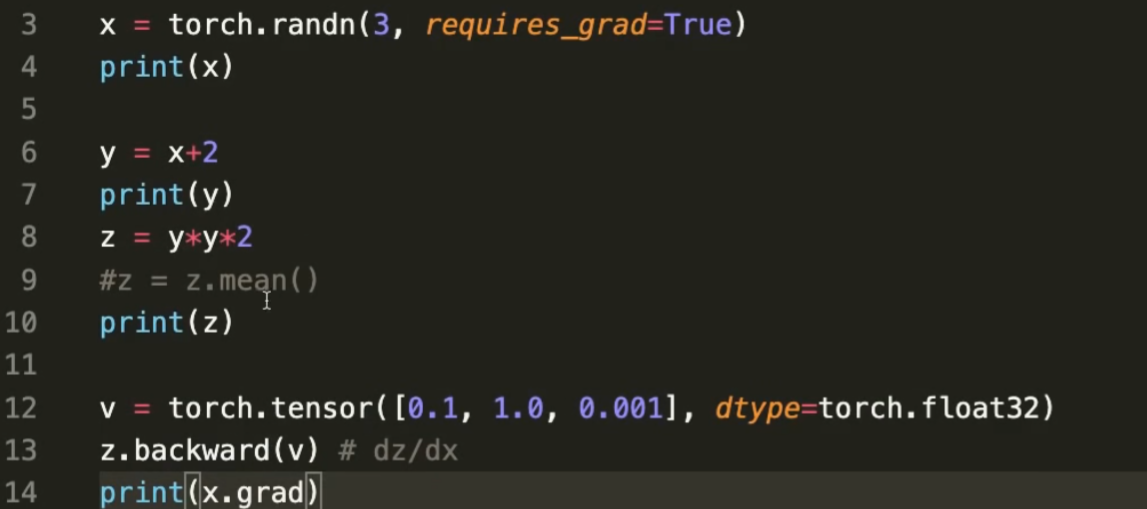 3 x = torch.randn(3, requires_grad=True)
4 print(x)
5
6 y = x+2
7 print(y)
8 z = y*y*2
9 #z = z.mean()
10 print(z)
11
12 v = torch.tensor([0.1, 1.0, 0.001], dtype=torch.float32)
13 z.backward(v) # dz/dx
14 print(x.grad)